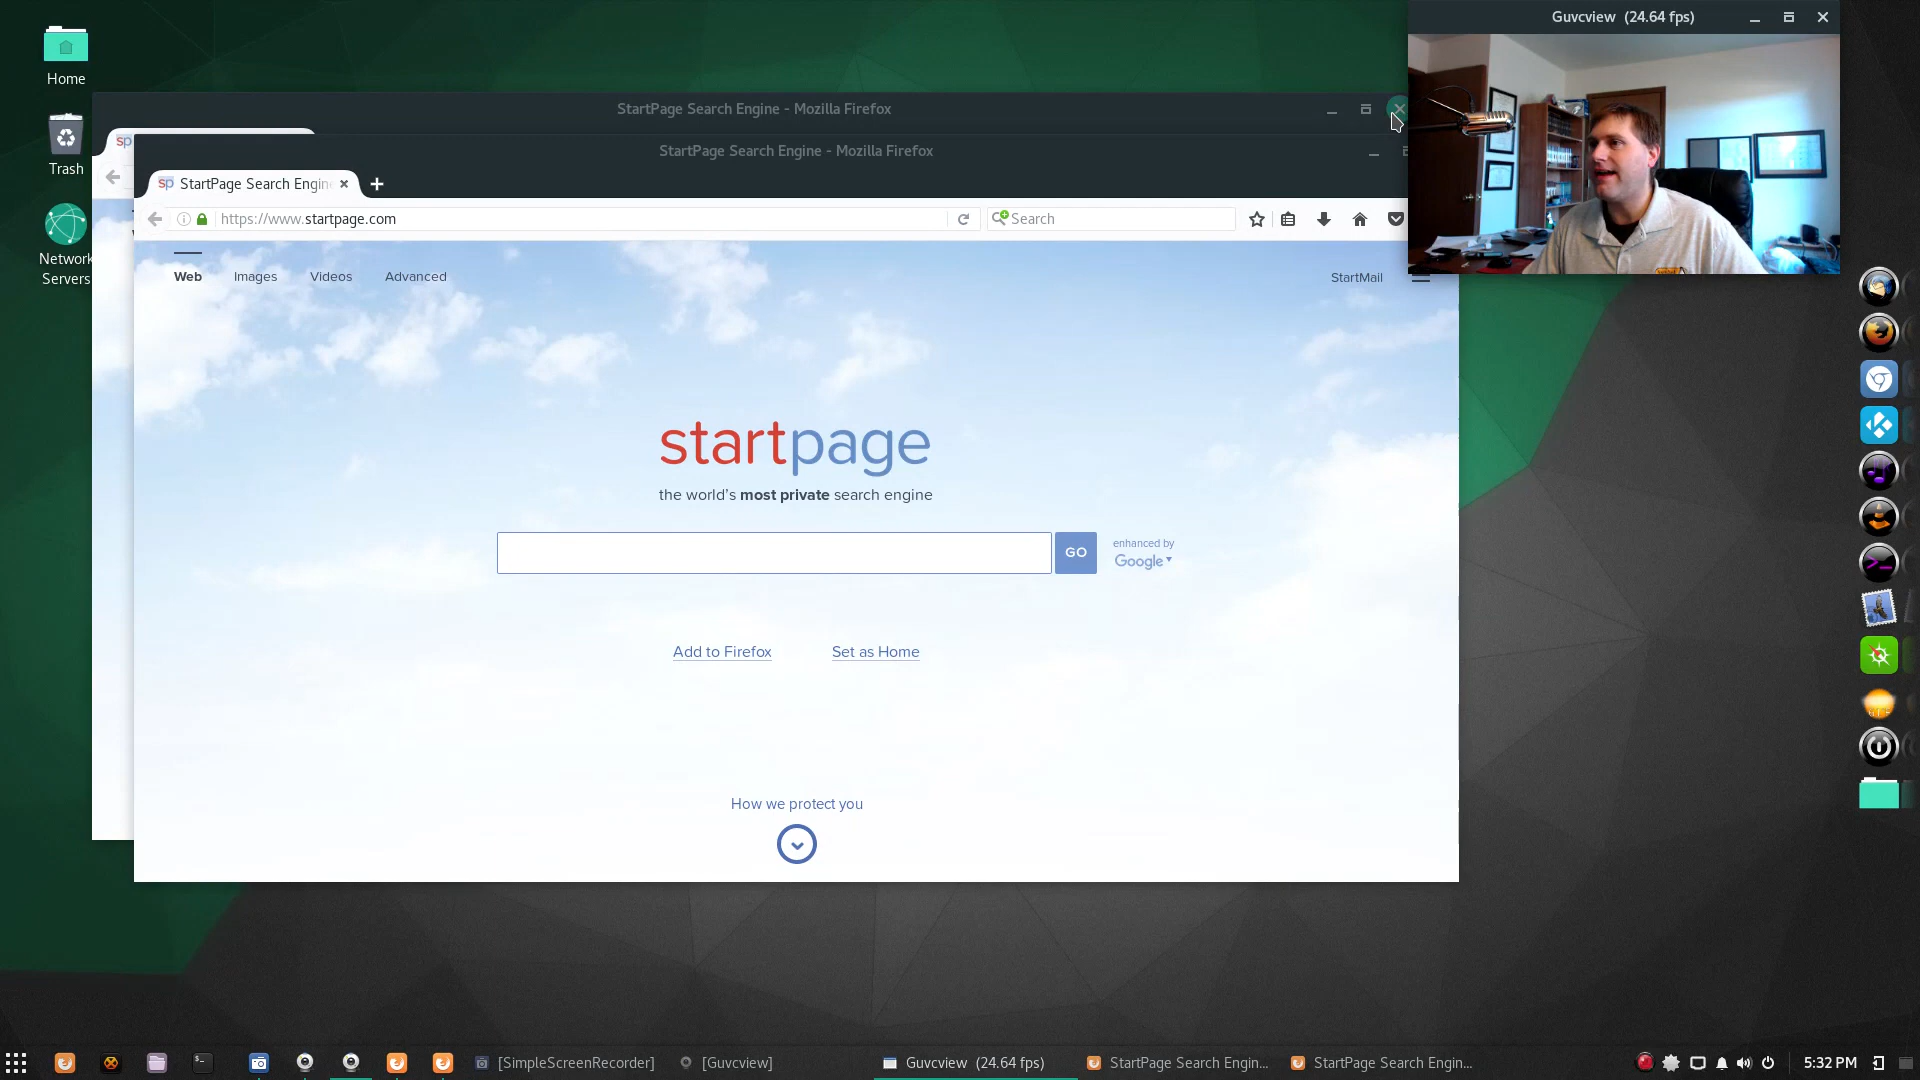 Home
Trash
Network
Servers
Guvcview (24.64 fps)
StartPage Search Engine - Mozilla Firefox
sp
StartPage Search Engine - Mozilla Firefox
sp StartPage Search Engin
https://www.startpage.com
Search
Web Images Videos Advanced
StartMail
startpage
the world's most private search engine
GO
enhanced by
Google
Add to Firefox Set as Home
How we protect you
[SimpleScreenRecorder] [Guvcview] Guvcview (24.64 fps) StartPage Search Engin... StartPage Search Engin... 5:32 PM